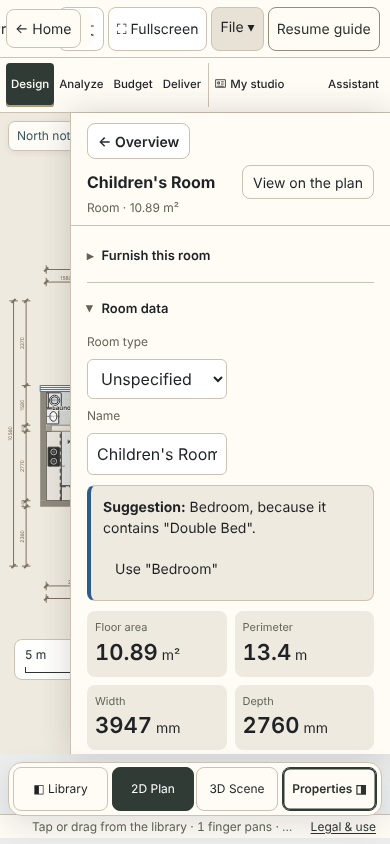 ← Home
⛶ Fullscreen
File ▾
Resume guide
Design
Analyze
Budget
Deliver
My studio
Assistant
North not
← Overview
Children's Room
View on the plan
Room · 10.89 m²
▸ Furnish this room
▾ Room data
Room type
Unspecified
Name
Children's Room
Suggestion: Bedroom, because it
contains "Double Bed".
Use "Bedroom"
Floor area
10.89 m²
Perimeter
13.4 m
Width
3947 mm
Depth
2760 mm
5 m
◧ Library
2D Plan
3D Scene
Properties ◨
Tap or drag from the library · 1 finger pans · ...
Legal & use